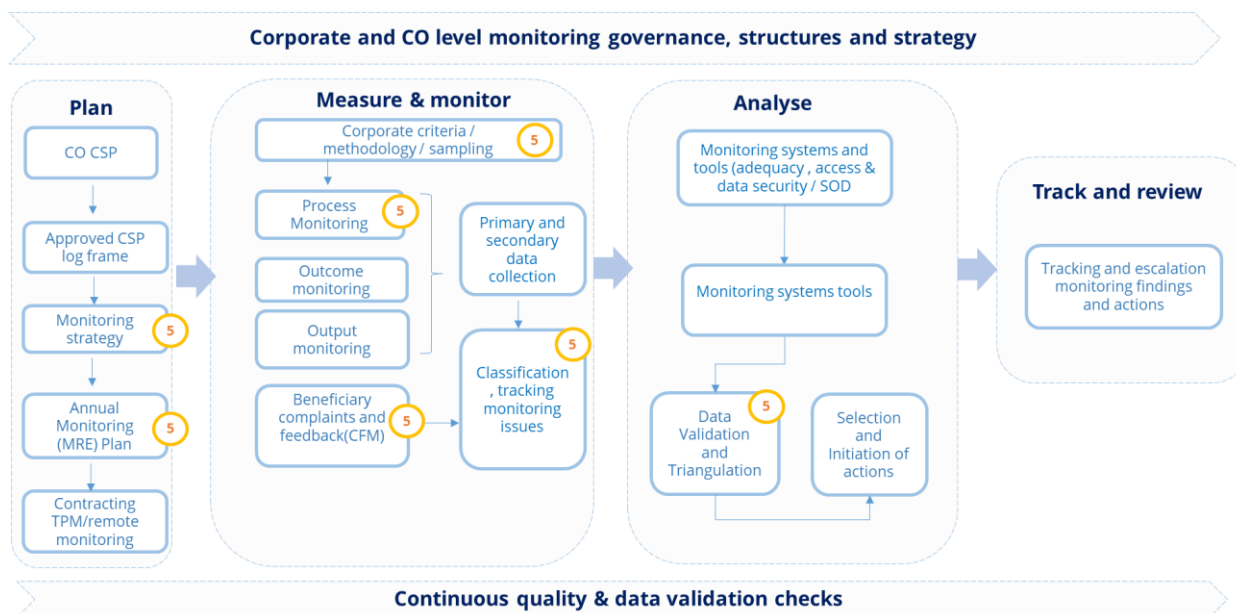 Corporate and CO level monitoring governance, structures and strategy
Plan
CO CSP
Approved CSP
log frame
Monitoring
strategy
5
Annual
Monitoring
(MRE) Plan
5
Contracting
TPM/remote
monitoring
Measure & monitor
Corporate criteria /
methodology / sampling
5
Process
Monitoring
5
Outcome
monitoring
Output
monitoring
Beneficiary
complaints and
feedback(CFM)
5
Primary and
secondary
data
collection
5
Classification
, tracking
monitoring
issues
Analyse
Monitoring systems and
tools (adequacy , access &
data security / SOD
Monitoring systems tools
Data
Validation
and
Triangulation
5
Selection
and
Initiation of
actions
Track and review
Tracking and escalation
monitoring findings
and actions
Continuous quality & data validation checks